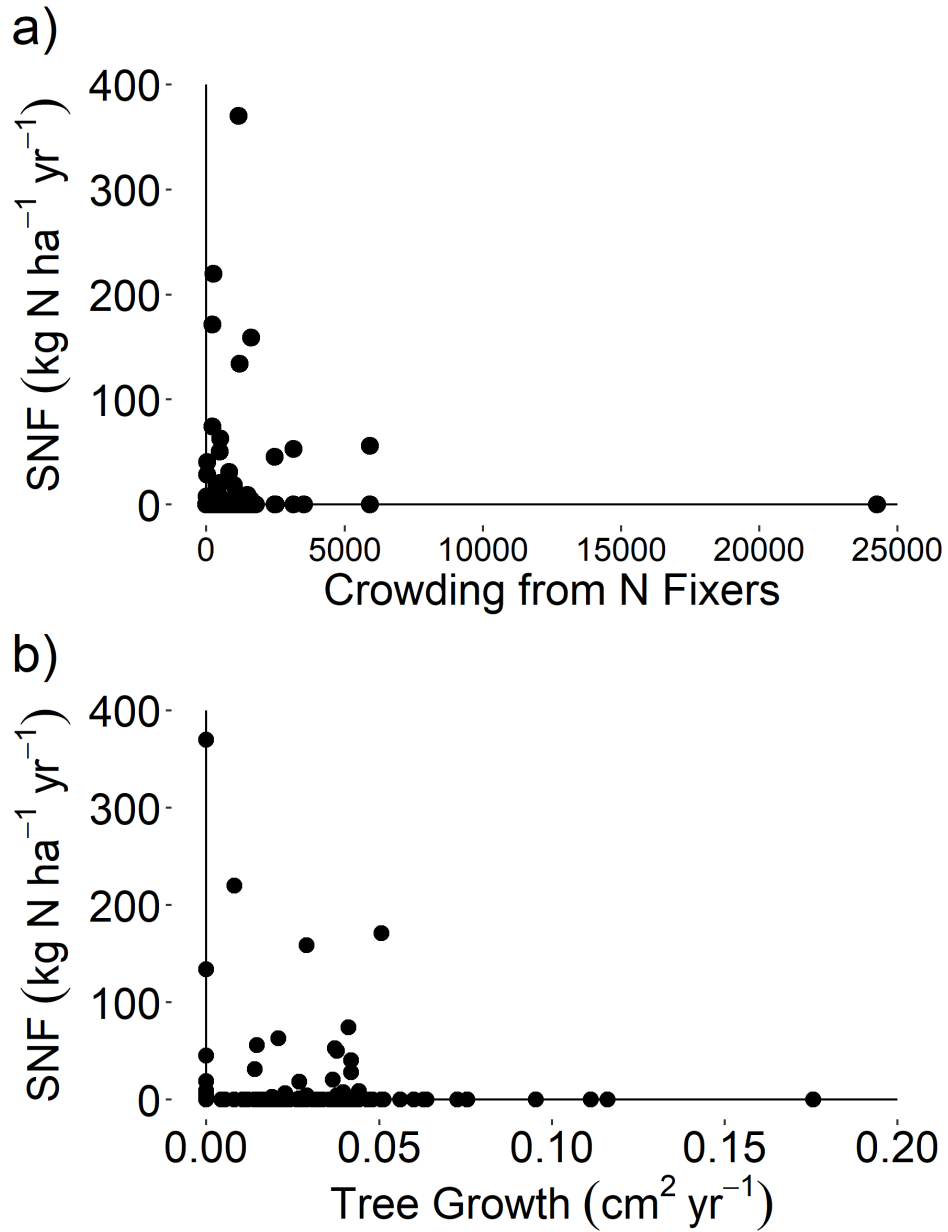 a)
SNF (kg N ha⁻¹ yr⁻¹)
400
300
200
100
0
0 5000 10000 15000 20000 25000
Crowding from N Fixers
b)
SNF (kg N ha⁻¹ yr⁻¹)
400
300
200
100
0
0.00 0.05 0.10 0.15 0.20
Tree Growth (cm² yr⁻¹)